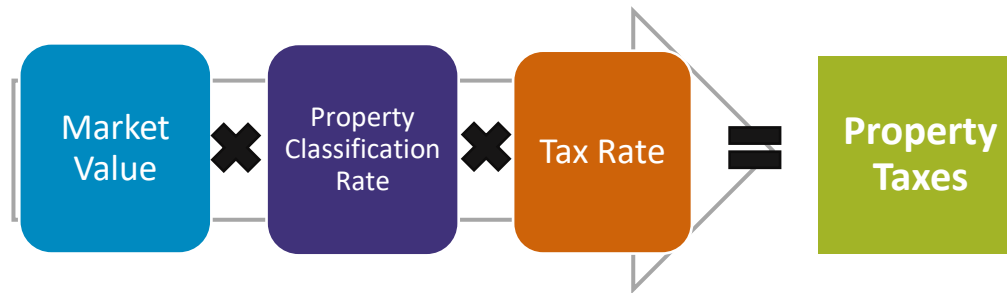 Market
Value
Property
Classification
Rate
Tax Rate
Property
Taxes